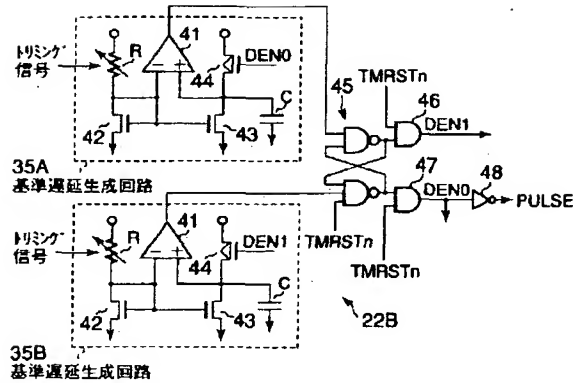 41
トリミング
信号
R
44
DEN0
C
42
43
35A
基準遅延生成回路
45
TMRSTn
46
DEN1
47
DEN0
48
PULSE
TMRSTn
TMRSTn
22B
41
トリミング
信号
R
44
DEN1
C
42
43
35B
基準遅延生成回路